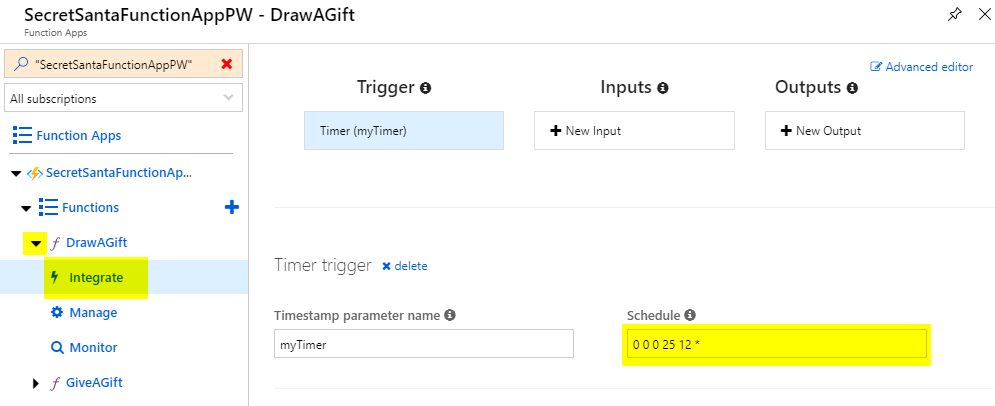 SecretSantaFunctionAppPW - DrawAGift
Function Apps
"SecretSantaFunctionAppPW"
All subscriptions
Function Apps
SecretSantaFunctionAp...
Functions
DrawAGift
Integrate
Manage
Monitor
GiveAGift
Advanced editor
Trigger Inputs Outputs
Timer (myTimer) New Input New Output
Timer trigger delete
Timestamp parameter name Schedule
myTimer 0 0 0 25 12 *